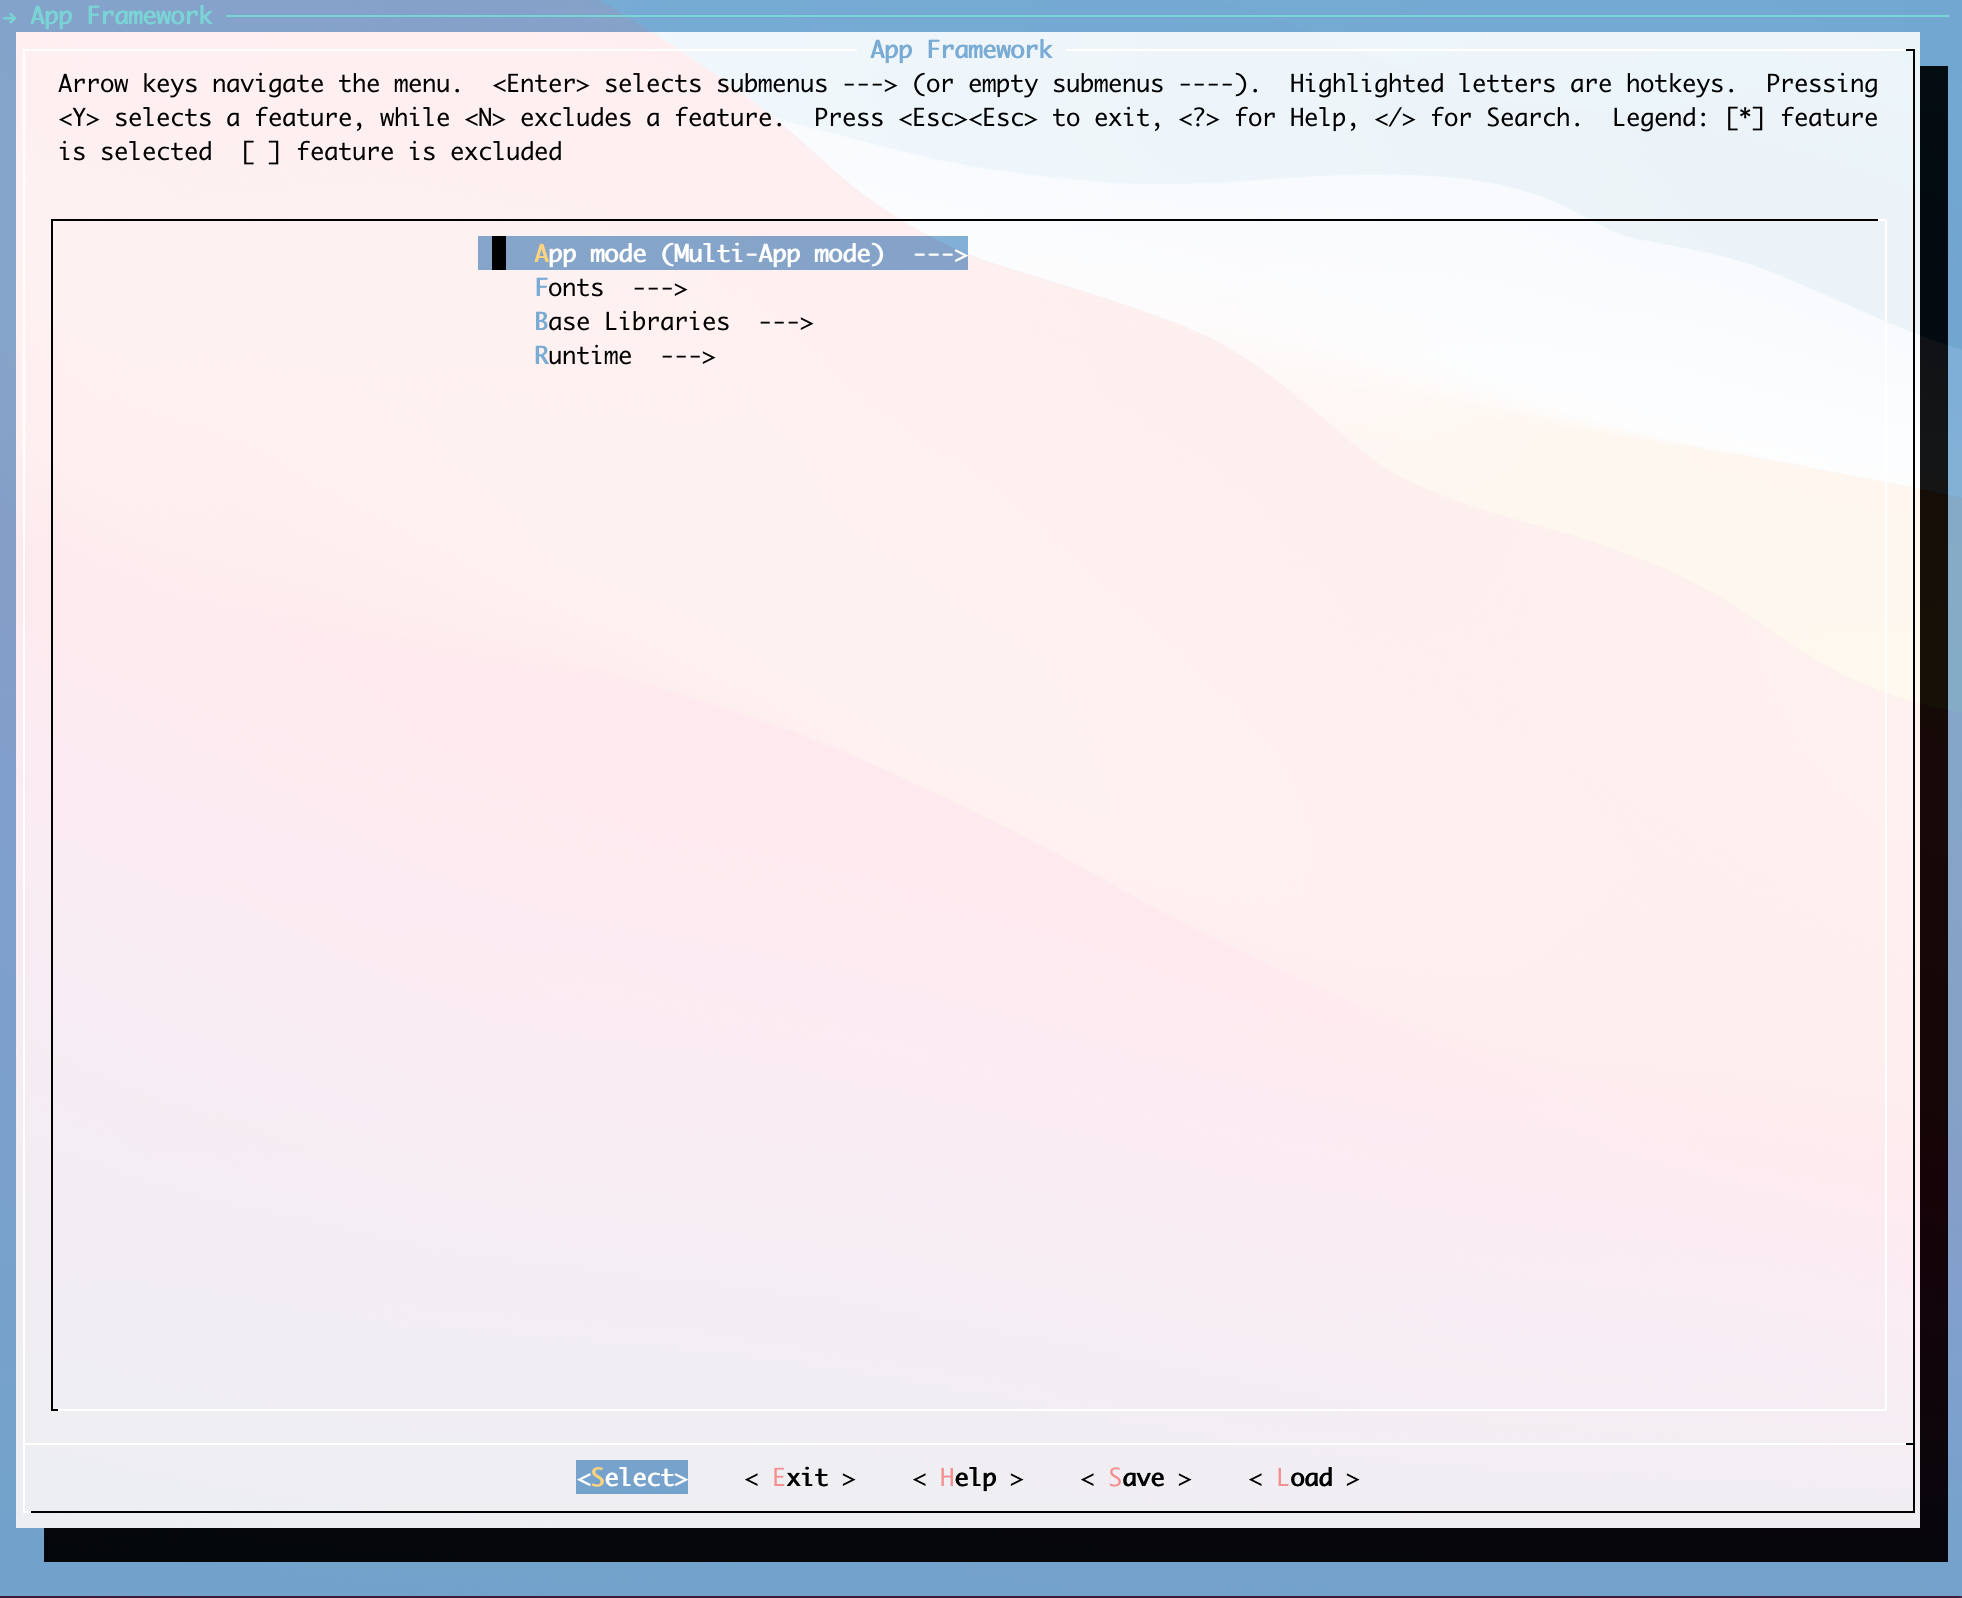 → App Framework
App Framework
Arrow keys navigate the menu.  <Enter> selects submenus ---> (or empty submenus ----).  Highlighted letters are hotkeys.  Pressing
<Y> selects a feature, while <N> excludes a feature.  Press <Esc><Esc> to exit, <?> for Help, </> for Search.  Legend: [*] feature
is selected  [ ] feature is excluded
App mode (Multi-App mode)  --->
Fonts  --->
Base Libraries  --->
Runtime  --->
<Select>    < Exit >    < Help >    < Save >    < Load >